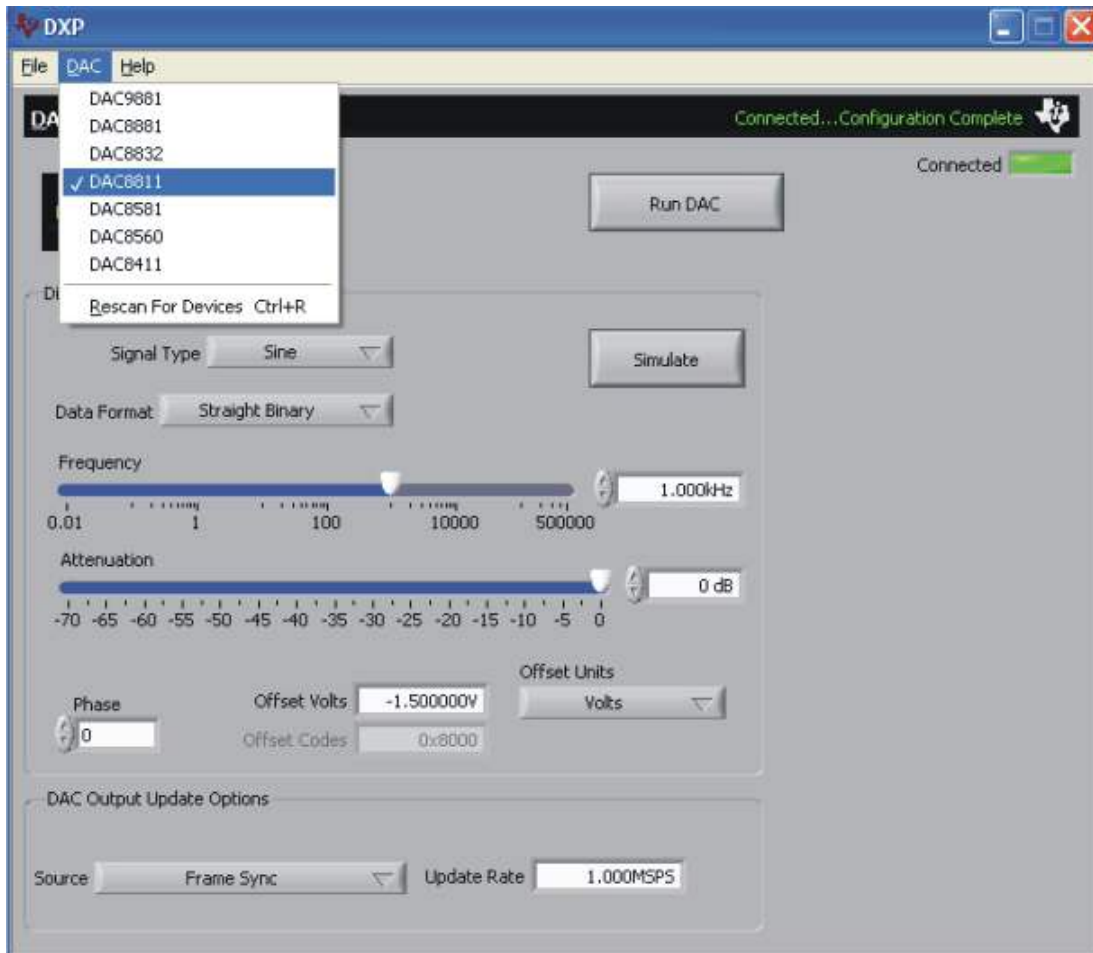 DXP
File DAC Help
DAC9881
DA Connected...Configuration Complete
DAC8881
DAC8832
Connected
✓ DAC8811
Run DAC
DAC8581
DAC8560
DAC8411
Di
Rescan For Devices Ctrl+R
Signal Type Sine
Simulate
Data Format Straight Binary
Frequency
1.000kHz
0.01 1 100 10000 500000
Attenuation
0 dB
-70 -65 -60 -55 -50 -45 -40 -35 -30 -25 -20 -15 -10 -5 0
Offset Units
Phase Offset Volts -1.500000V Volts
0 Offset Codes 0x8000
DAC Output Update Options
Source Frame Sync Update Rate 1.000MSPS